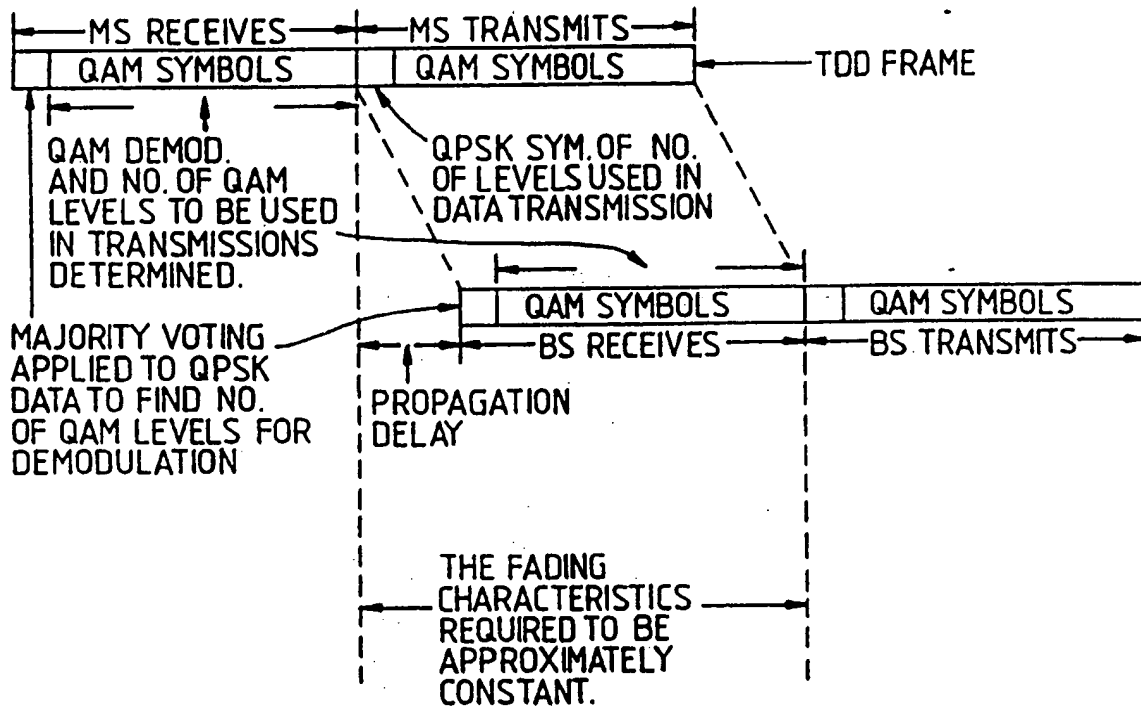 MS RECEIVES
MS TRANSMITS
QAM SYMBOLS
QAM SYMBOLS
TDD FRAME
QAM DEMOD.
AND NO. OF QAM
LEVELS TO BE USED
IN TRANSMISSIONS
DETERMINED.
QPSK SYM. OF NO.
OF LEVELS USED IN
DATA TRANSMISSION
QAM SYMBOLS
QAM SYMBOLS
BS RECEIVES
BS TRANSMITS
MAJORITY VOTING
APPLIED TO QPSK
DATA TO FIND NO.
OF QAM LEVELS FOR
DEMODULATION
PROPAGATION
DELAY
THE FADING
CHARACTERISTICS
REQUIRED TO BE
APPROXIMATELY
CONSTANT.